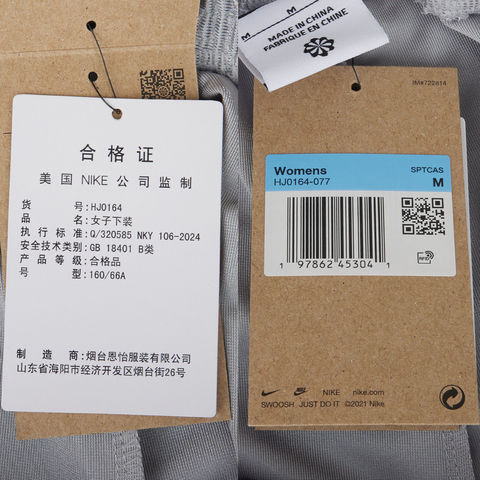 合格证
美国 NIKE 公司监制
货 号:HJ0164
品 名:女子下装
执行标准:Q/320585 NKY 106-2024
安全技术类别:GB 18401 B类
产品等级:合格品
号 型:160/66A
制造商:烟台恩怡服装有限公司
山东省海阳市经济开发区烟台街26号
M
M
MADE IN CHINA
FABRIQUÉ EN CHINE
IM#722614
Womens SPTCAS
HJ0164-077 M
1 97862 45304 1
RFID
NIKE nike.com
SWOOSH. JUST DO IT. ©2021 Nike